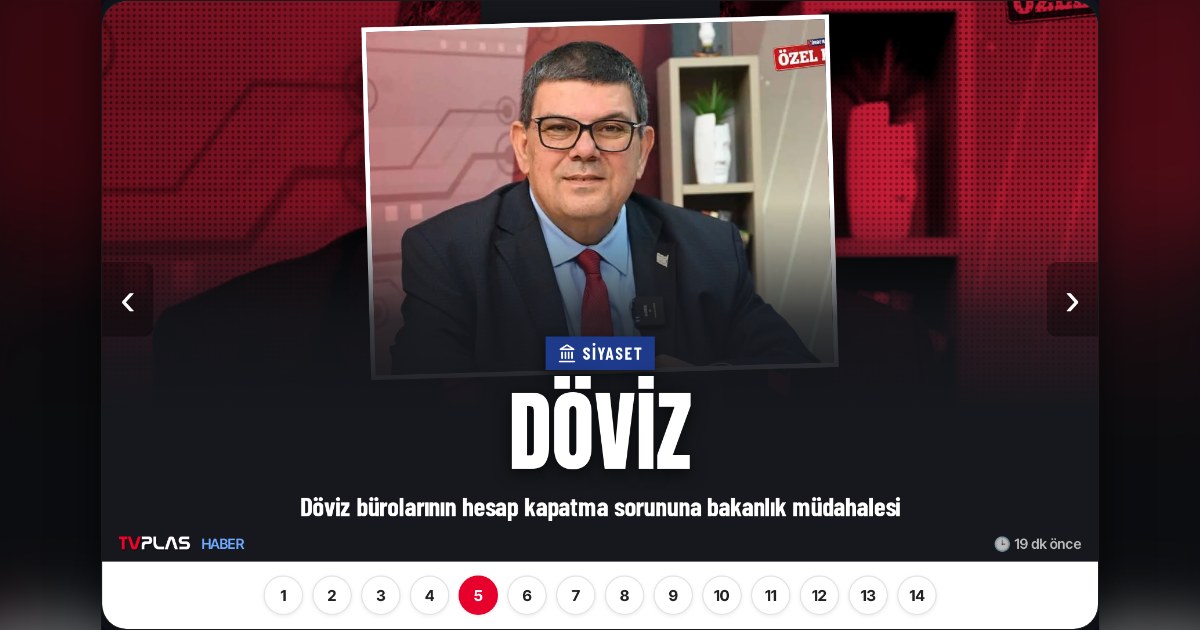 ÖZEL
SİYASET
DÖVİZ
Döviz bürolarının hesap kapatma sorununa bakanlık müdahalesi
TVPLAS HABER
19 dk önce
1 2 3 4 5 6 7 8 9 10 11 12 13 14